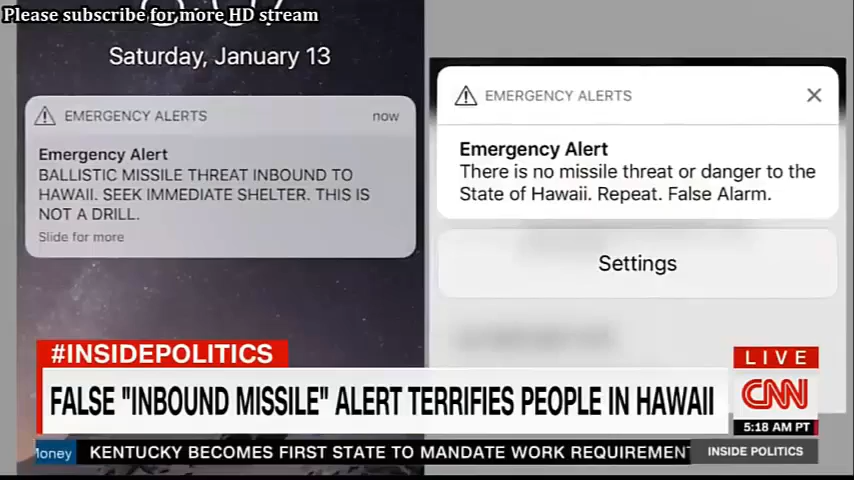 Please subscribe for more HD stream
Saturday, January 13
EMERGENCY ALERTS now
Emergency Alert
BALLISTIC MISSILE THREAT INBOUND TO
HAWAII. SEEK IMMEDIATE SHELTER. THIS IS
NOT A DRILL.
Slide for more
EMERGENCY ALERTS
Emergency Alert
There is no missile threat or danger to the
State of Hawaii. Repeat. False Alarm.
Settings
#INSIDEPOLITICS
FALSE "INBOUND MISSILE" ALERT TERRIFIES PEOPLE IN HAWAII
LIVE
CNN
5:18 AM PT
Money KENTUCKY BECOMES FIRST STATE TO MANDATE WORK REQUIREMEN
INSIDE POLITICS